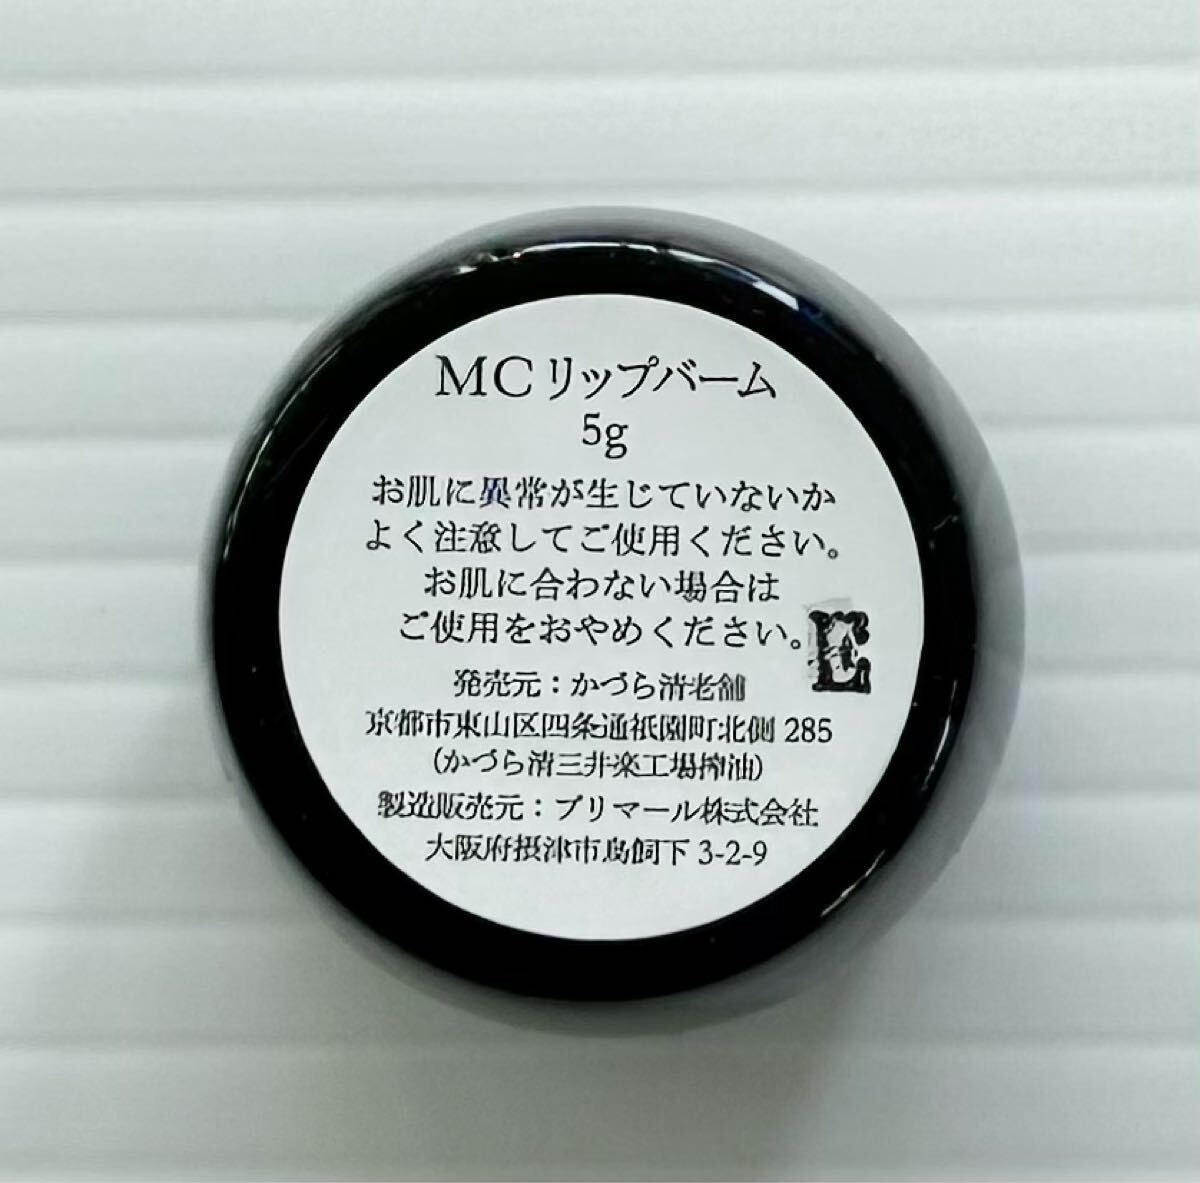 MCリップバーム
5g
お肌に異常が生じていないか
よく注意してご使用ください。
お肌に合わない場合は
ご使用をおやめください。
発売元：かづら清老舗
京都市東山区四条通祇園町北側 285
(かづら清三井楽工場搾油)
製造販売元：プリマール株式会社
大阪府摂津市鳥飼下 3-2-9